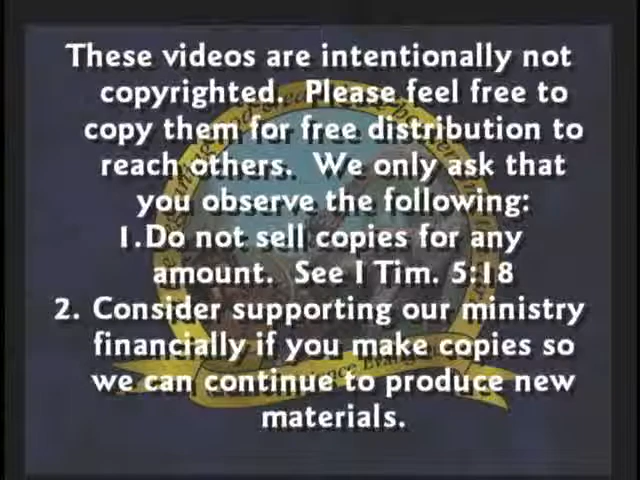 These videos are intentionally not
copyrighted. Please feel free to
copy them for free distribution to
reach others. We only ask that
you observe the following:
1.Do not sell copies for any
amount. See I Tim. 5:18
2. Consider supporting our ministry
financially if you make copies so
we can continue to produce new
materials.